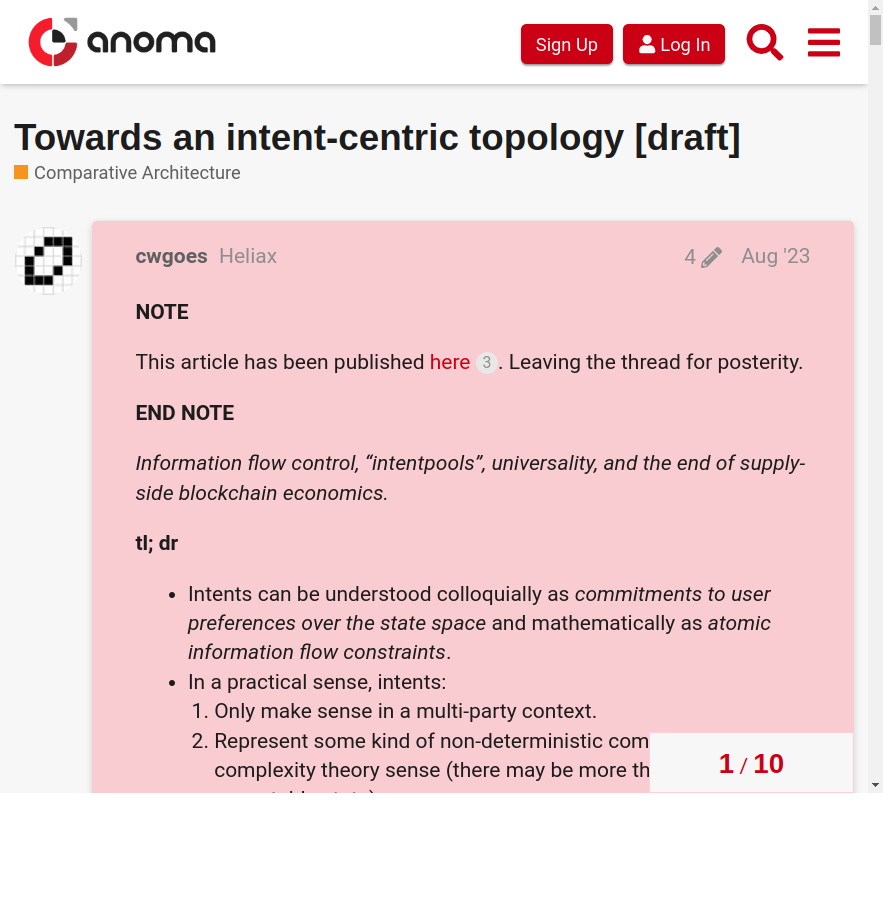 anoma
Sign Up
Log In
Towards an intent-centric topology [draft]
Comparative Architecture
cwgoes Heliax 4 Aug '23
NOTE
This article has been published here 3. Leaving the thread for posterity.
END NOTE
Information flow control, “intentpools”, universality, and the end of supply-
side blockchain economics.
tl; dr
• Intents can be understood colloquially as commitments to user
preferences over the state space and mathematically as atomic
information flow constraints.
• In a practical sense, intents:
1. Only make sense in a multi-party context.
2. Represent some kind of non-deterministic com
complexity theory sense (there may be more th
1 / 10